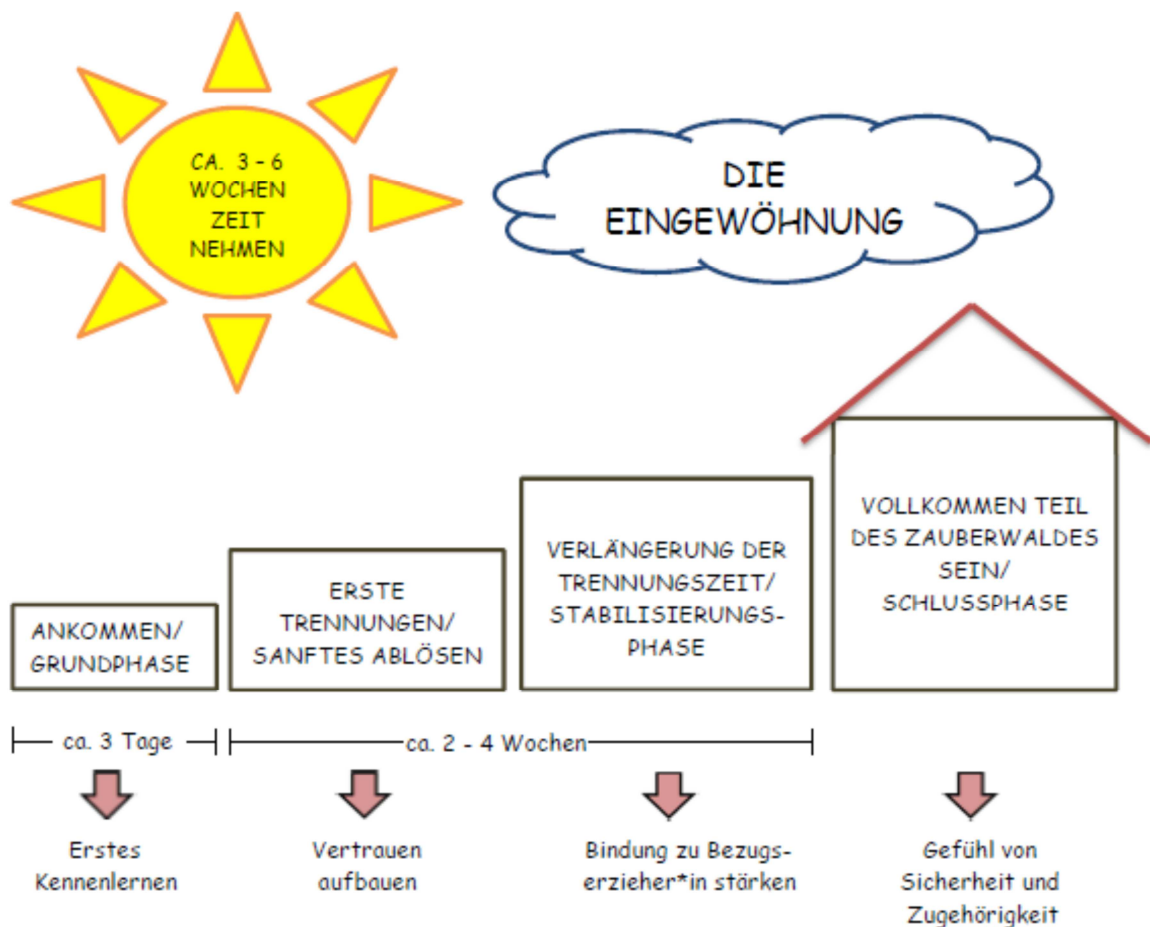 CA. 3 - 6
WOCHEN
ZEIT
NEHMEN
DIE
EINGEWÖHNUNG
ANKOMMEN/
GRUNDPHASE
ERSTE
TRENNUNGEN/
SANFTES ABLÖSEN
VERLÄNGERUNG DER
TRENNUNGSZEIT/
STABILISIERUNGS-
PHASE
VOLLKOMMEN TEIL
DES ZAUBERWALDES
SEIN/
SCHLUSSPHASE
ca. 3 Tage
ca. 2 - 4 Wochen
Erstes
Kennenlernen
Vertrauen
aufbauen
Bindung zu Bezugs-
erzieher*in stärken
Gefühl von
Sicherheit und
Zugehörigkeit